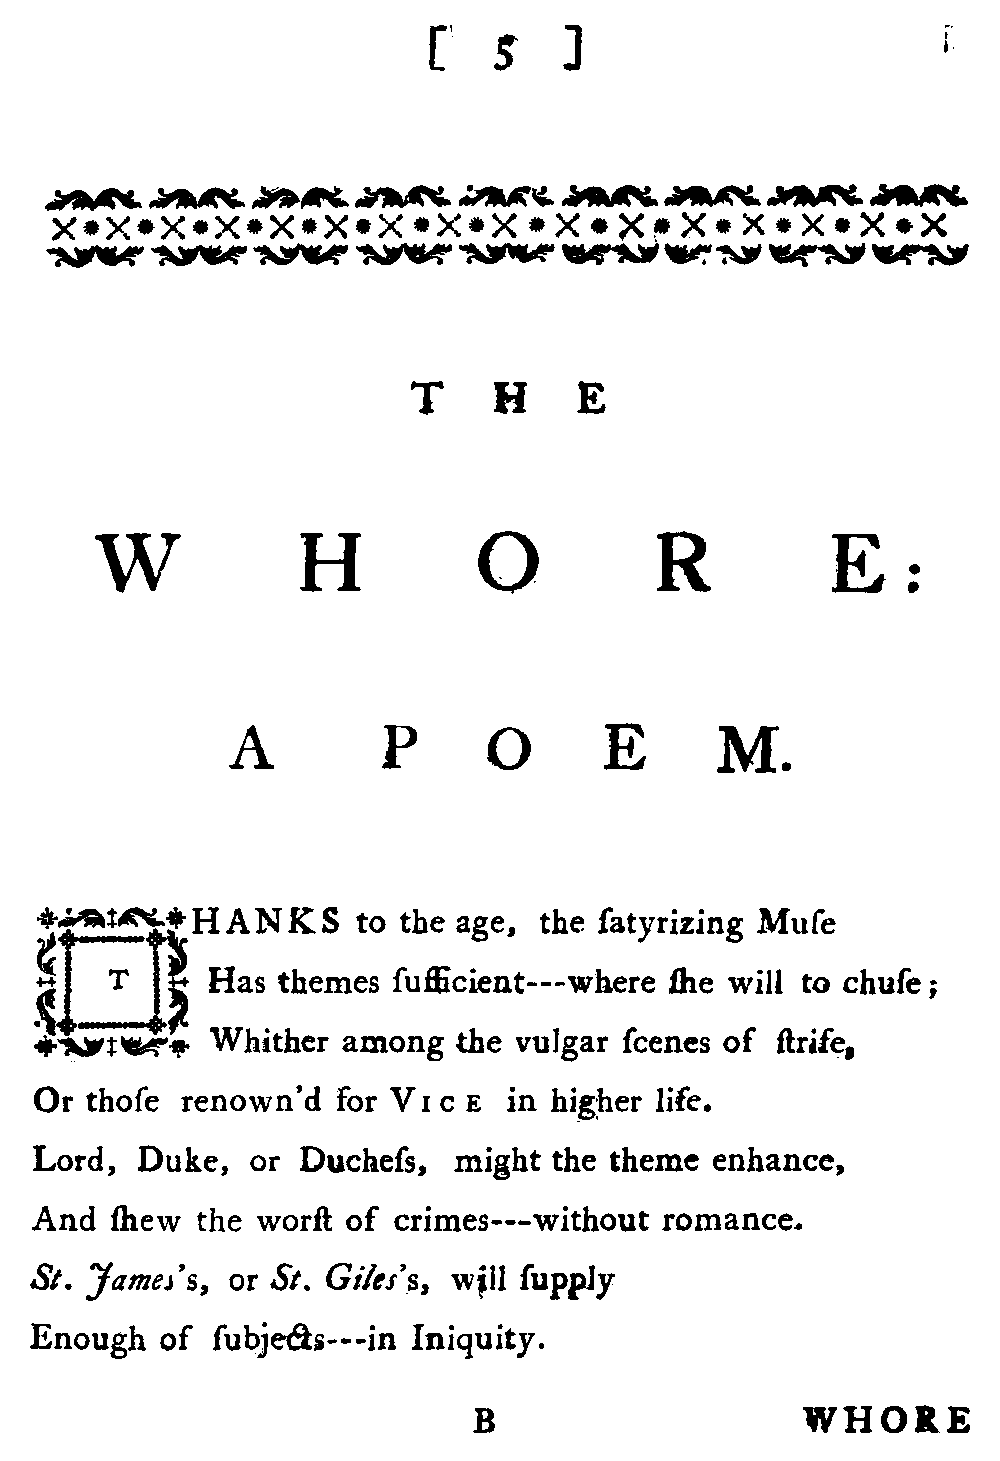 [ 5 ]
THE
WHORE:
A POEM.
THANKS to the age, the ſatyrizing Muſe
Has themes ſufficient---where ſhe will to chuſe;
Whither among the vulgar ſcenes of ſtrife,
Or thoſe renown'd for VICE in higher life.
Lord, Duke, or Ducheſs, might the theme enhance,
And ſhew the worſt of crimes---without romance.
St. James's, or St. Giles's, will ſupply
Enough of ſubjects---in Iniquity.
B WHORE